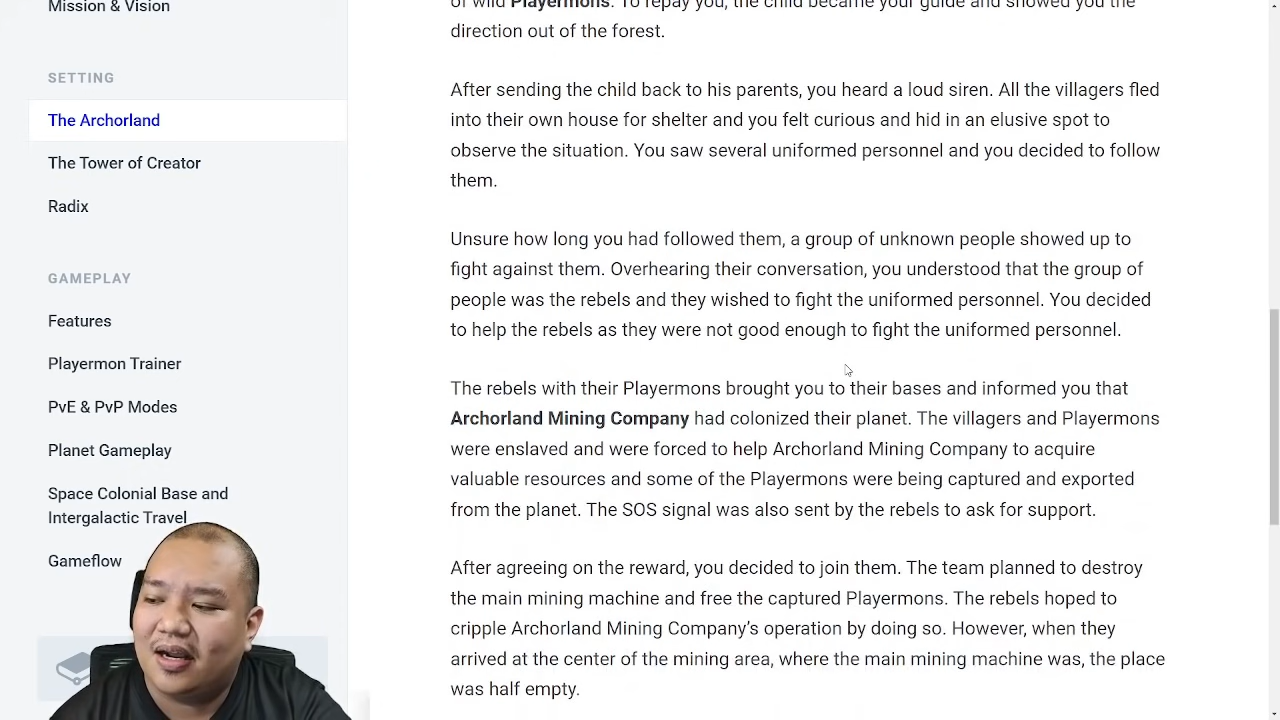 Mission & Vision
SETTING
The Archorland
The Tower of Creator
Radix
GAMEPLAY
Features
Playermon Trainer
PvE & PvP Modes
Planet Gameplay
Space Colonial Base and
Intergalactic Travel
Gameflow
of wild Playermons. To repay you, the child became your guide and showed you the
direction out of the forest.
After sending the child back to his parents, you heard a loud siren. All the villagers fled
into their own house for shelter and you felt curious and hid in an elusive spot to
observe the situation. You saw several uniformed personnel and you decided to follow
them.
Unsure how long you had followed them, a group of unknown people showed up to
fight against them. Overhearing their conversation, you understood that the group of
people was the rebels and they wished to fight the uniformed personnel. You decided
to help the rebels as they were not good enough to fight the uniformed personnel.
The rebels with their Playermons brought you to their bases and informed you that
Archorland Mining Company had colonized their planet. The villagers and Playermons
were enslaved and were forced to help Archorland Mining Company to acquire
valuable resources and some of the Playermons were being captured and exported
from the planet. The SOS signal was also sent by the rebels to ask for support.
After agreeing on the reward, you decided to join them. The team planned to destroy
the main mining machine and free the captured Playermons. The rebels hoped to
cripple Archorland Mining Company’s operation by doing so. However, when they
arrived at the center of the mining area, where the main mining machine was, the place
was half empty.